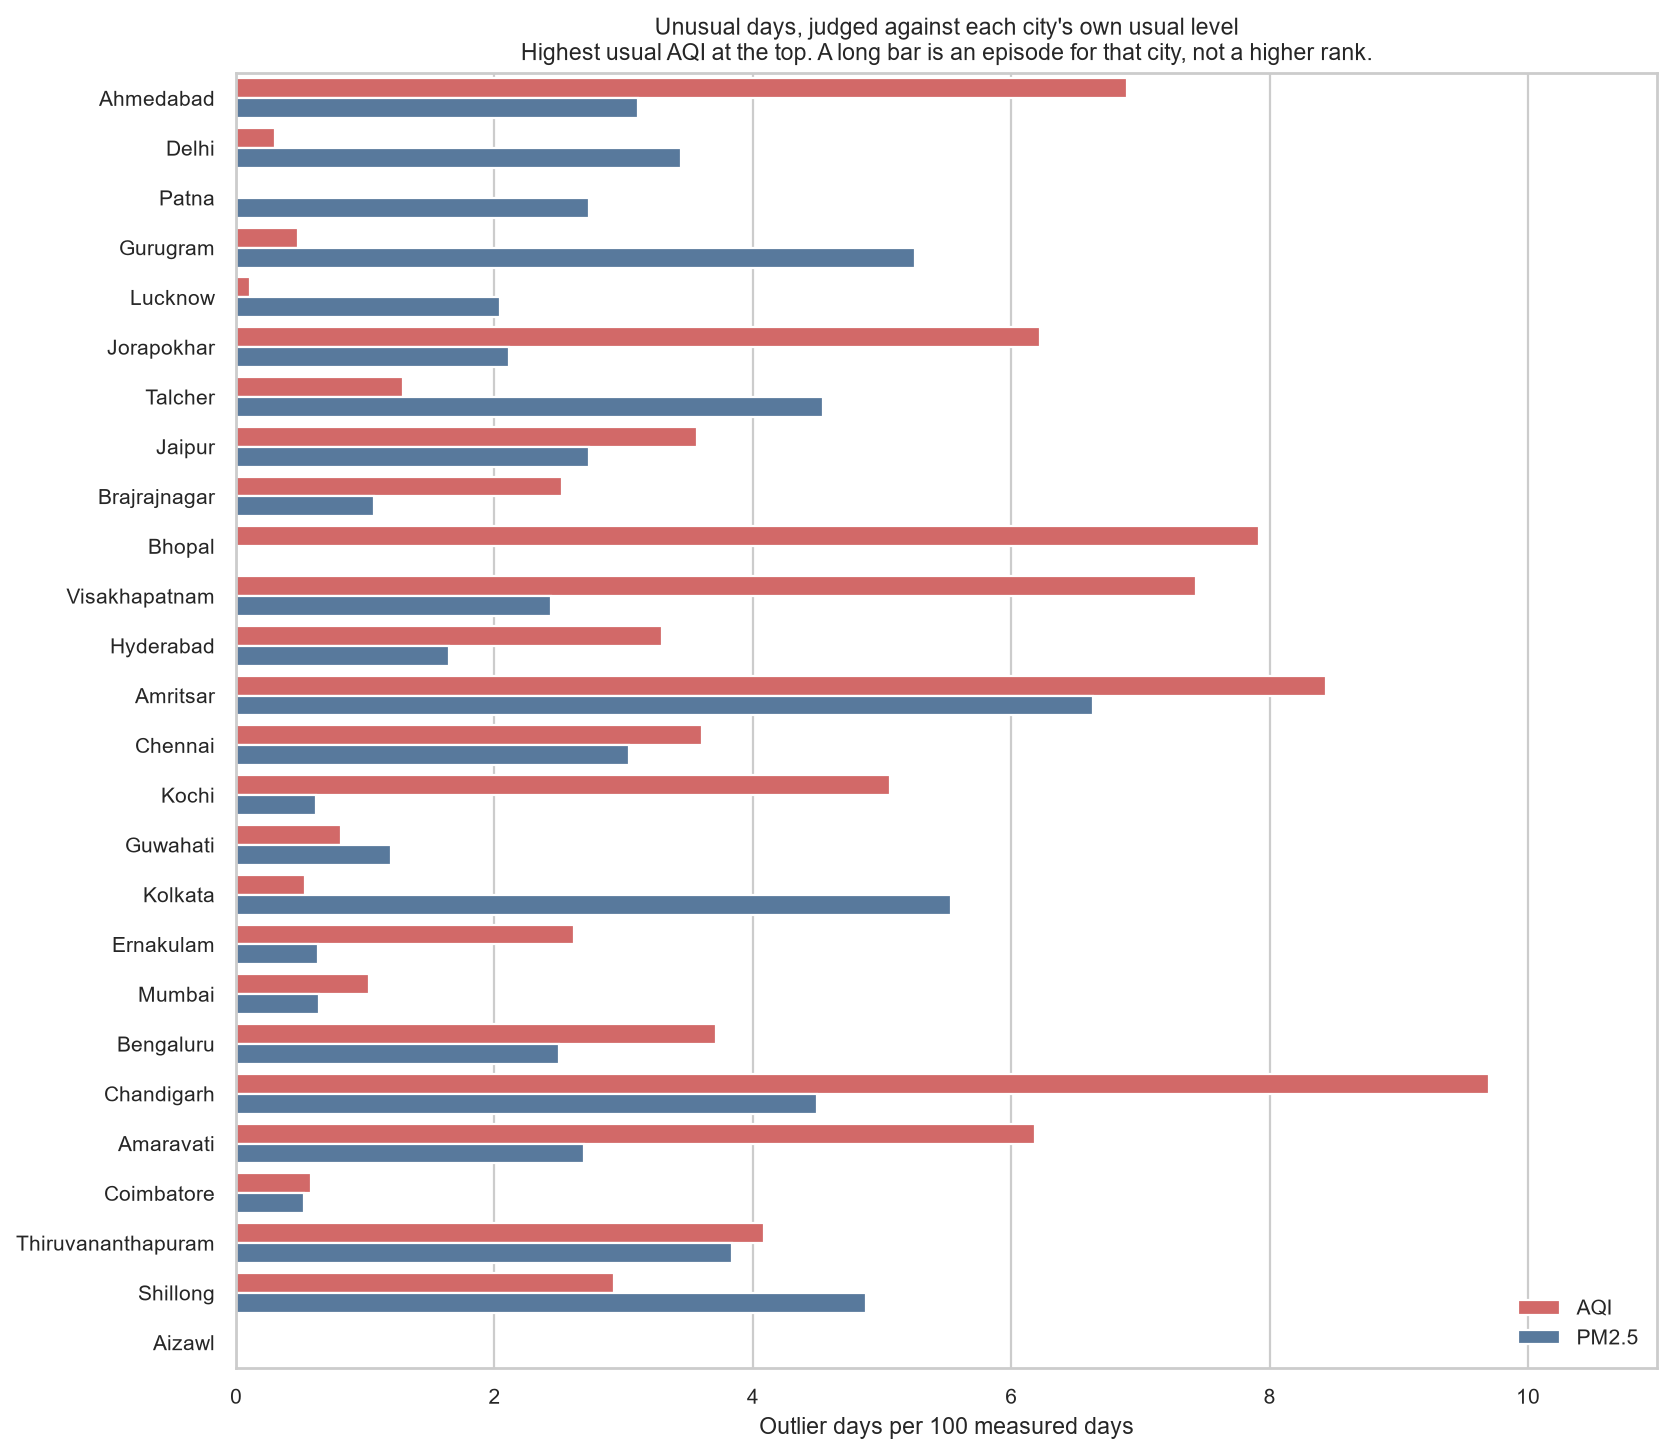 Unusual days, judged against each city's own usual level
Highest usual AQI at the top. A long bar is an episode for that city, not a higher rank.
Ahmedabad
Delhi
Patna
Gurugram
Lucknow
Jorapokhar
Talcher
Jaipur
Brajrajnagar
Bhopal
Visakhapatnam
Hyderabad
Amritsar
Chennai
Kochi
Guwahati
Kolkata
Ernakulam
Mumbai
Bengaluru
Chandigarh
Amaravati
Coimbatore
Thiruvananthapuram
Shillong
Aizawl
AQI
PM2.5
0 2 4 6 8 10
Outlier days per 100 measured days